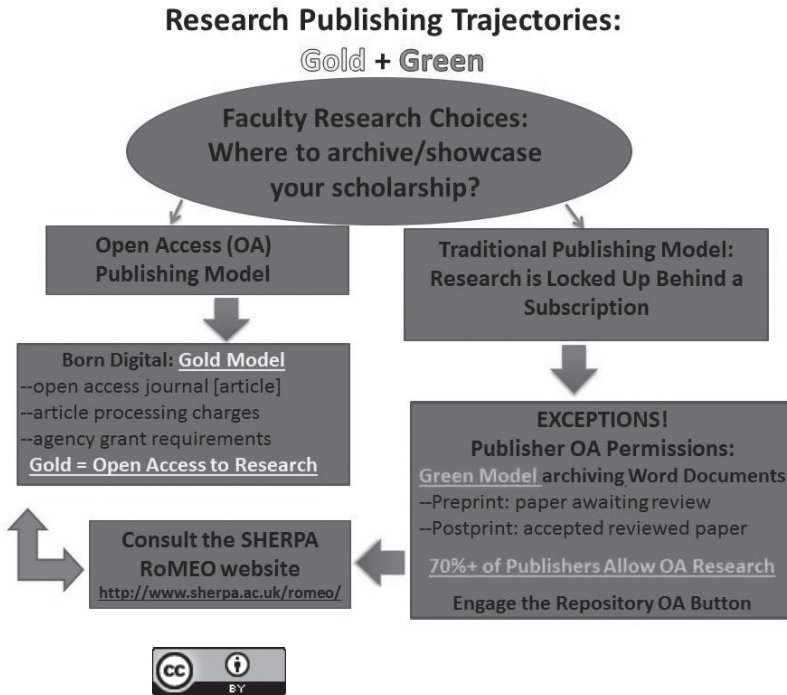 Research Publishing Trajectories:
Gold + Green
Faculty Research Choices:
Where to archive/showcase
your scholarship?
Open Access (OA)
Publishing Model
Traditional Publishing Model:
Research is Locked Up Behind a
Subscription
Born Digital: Gold Model
--open access journal [article]
--article processing charges
--agency grant requirements
Gold = Open Access to Research
EXCEPTIONS!
Publisher OA Permissions:
Green Model archiving Word Documents
--Preprint: paper awaiting review
--Postprint: accepted reviewed paper
70%+ of Publishers Allow OA Research
Engage the Repository OA Button
Consult the SHERPA
RoMEO website
http://www.sherpa.ac.uk/romeo/
cc
BY